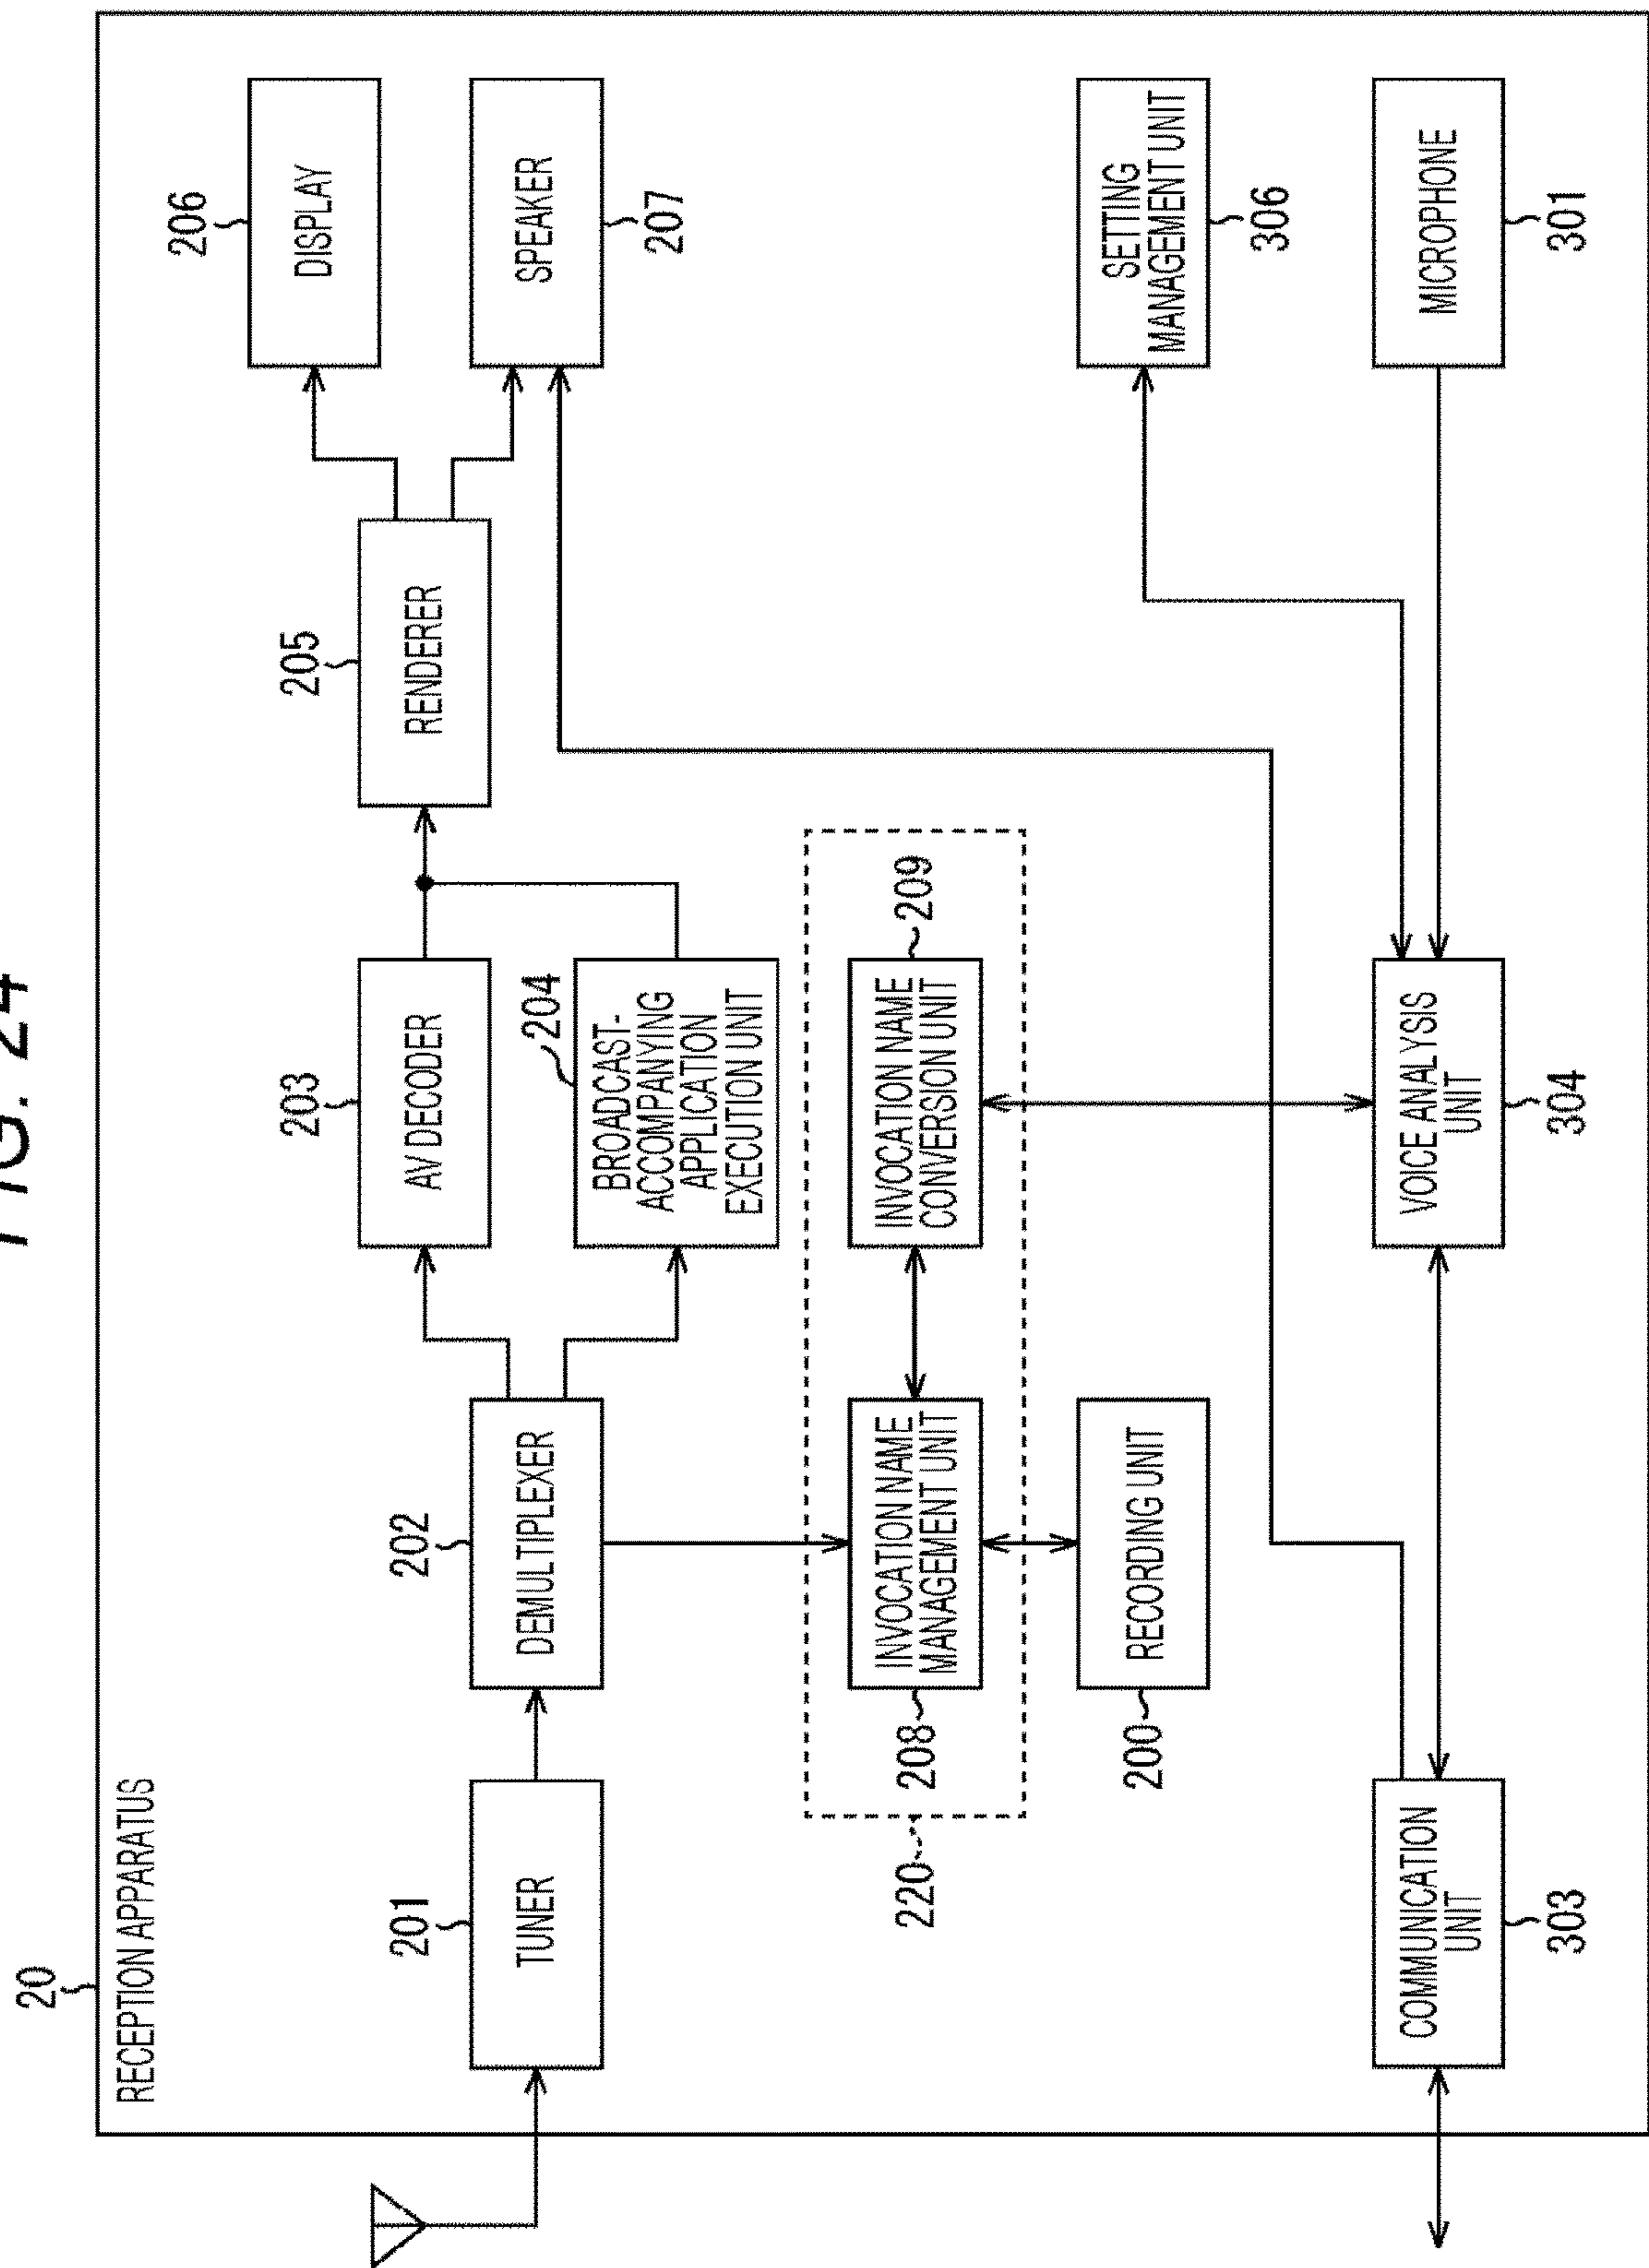 FIG. 24
20
RECEPTION APPARATUS
201
TUNER
202
DEMULTIPLEXER
203
AV DECODER
204
BROADCAST-
ACCOMPANYING
APPLICATION
EXECUTION UNIT
205
RENDERER
206
DISPLAY
SPEAKER
207
220
INVOCATION NAME
MANAGEMENT UNIT
208
INVOCATION NAME
CONVERSION UNIT
209
RECORDING UNIT
200
SETTING
MANAGEMENT UNIT
306
COMMUNICATION
UNIT
303
VOICE ANALYSIS
UNIT
304
MICROPHONE
301